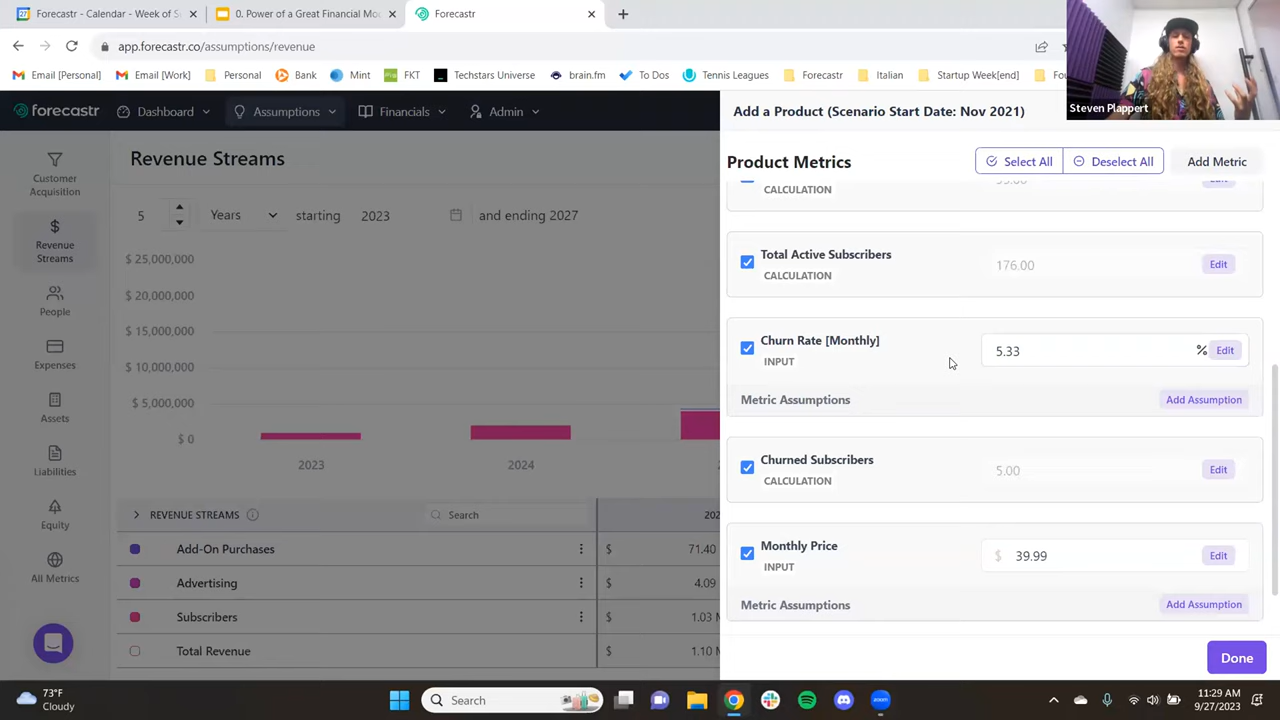 Forecastr - Calendar - Week of S
0. Power of a Great Financial Mo
Forecastr
app.forecastr.co/assumptions/revenue
Email [Personal]
Email [Work]
Personal
Bank
Mint
FKT
Techstars Universe
brain.fm
To Dos
Tennis Leagues
Forecastr
Italian
Startup Week[end]
Fou
Steven Plappert
forecastr
Dashboard
Assumptions
Financials
Admin
Add a Product (Scenario Start Date: Nov 2021)
Customer
Acquisition
Revenue
Streams
People
Expenses
Assets
Liabilities
Equity
All Metrics
Revenue Streams
5 Years starting 2023 and ending 2027
$ 25,000,000
$ 20,000,000
$ 15,000,000
$ 10,000,000
$ 5,000,000
$ 0
2023
2024
2
REVENUE STREAMS
Search
202
Add-On Purchases $ 71.40
Advertising $ 4.09
Subscribers $ 1.03 M
Total Revenue $ 1.10 M
Product Metrics
Select All
Deselect All
Add Metric
CALCULATION
Total Active Subscribers
CALCULATION
176.00
Edit
Churn Rate [Monthly]
INPUT
5.33
%
Edit
Metric Assumptions
Add Assumption
Churned Subscribers
CALCULATION
5.00
Edit
Monthly Price
INPUT
$ 39.99
Edit
Metric Assumptions
Add Assumption
Done
73°F
Cloudy
Search
zoom
11:29 AM
9/27/2023